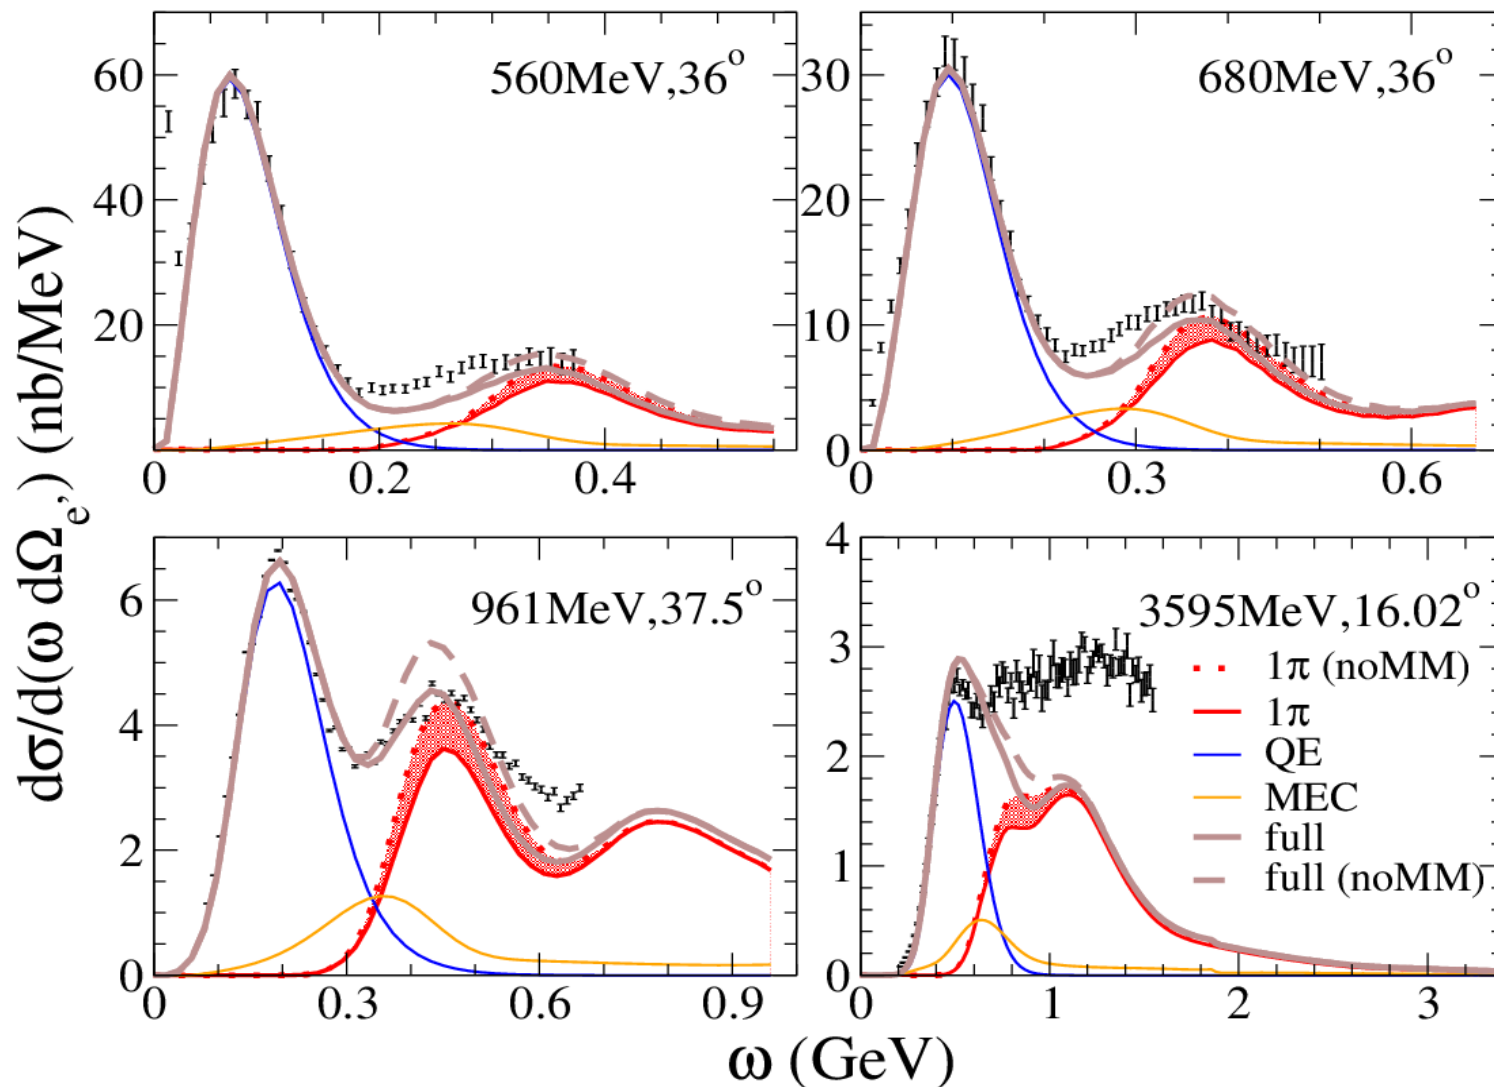 560MeV,36°
680MeV,36°
60
40
20
0
0.2
0.4
30
20
10
0
0
0.3
0.6
dσ/d(ω dΩe') (nb/MeV)
961MeV,37.5°
3595MeV,16.02°
6
4
2
0
0
0.3
0.6
0.9
4
3
2
1
0
0
1
2
3
1π (noMM)
1π
QE
MEC
full
full (noMM)
ω (GeV)